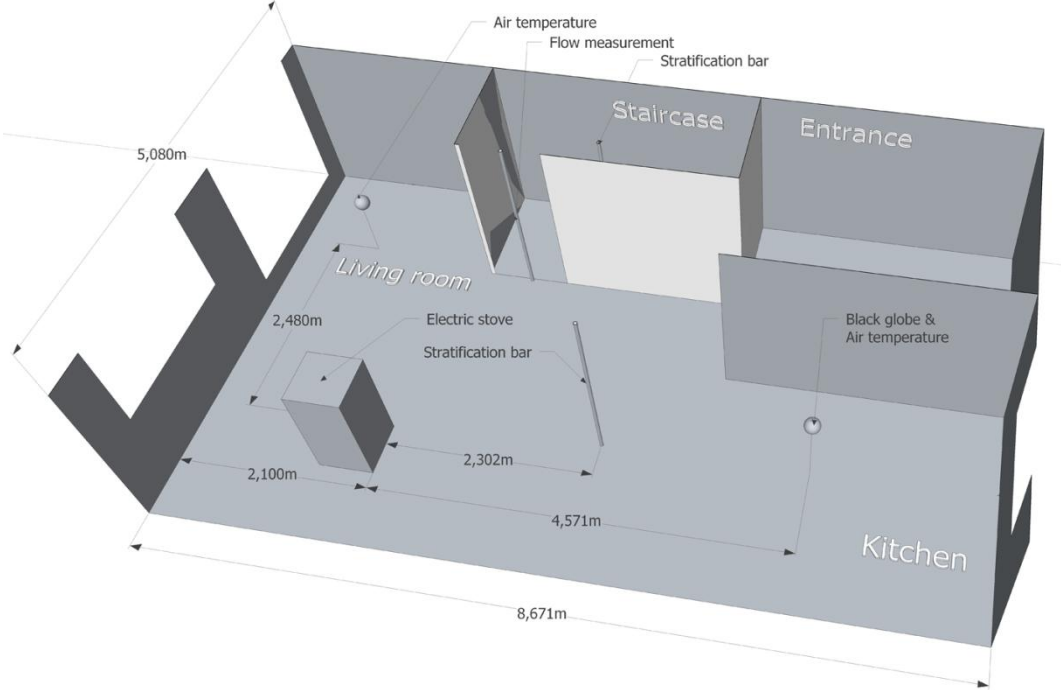 Air temperature
Flow measurement
Stratification bar
Staircase
Entrance
5,080m
Living room
2,480m
Electric stove
Stratification bar
Black globe &
Air temperature
2,100m
2,302m
4,571m
Kitchen
8,671m